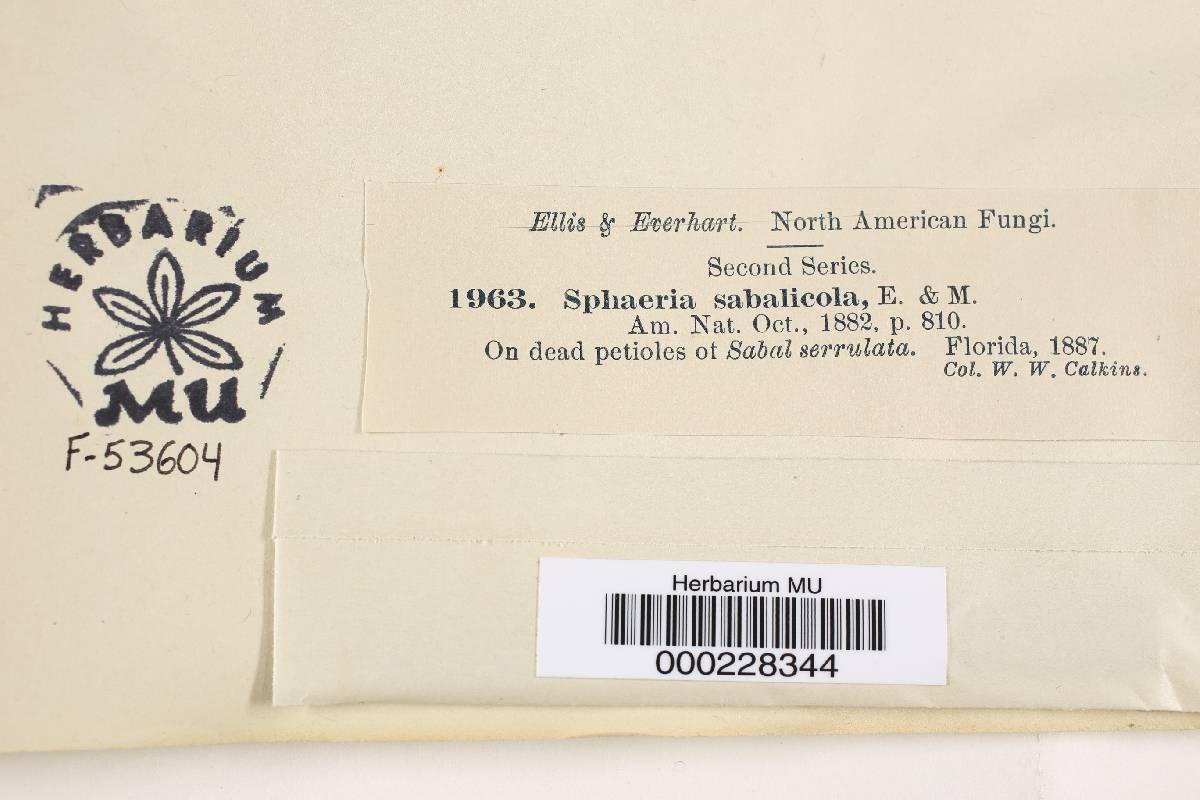 HERBARIUM
MU
F-53604
Ellis & Everhart. North American Fungi.
Second Series.
1963. Sphaeria sabalicola, E. & M.
Am. Nat. Oct., 1882, p. 810.
On dead petioles ot Sabal serrulata. Florida, 1887.
Col. W. W. Calkins.
Herbarium MU
000228344